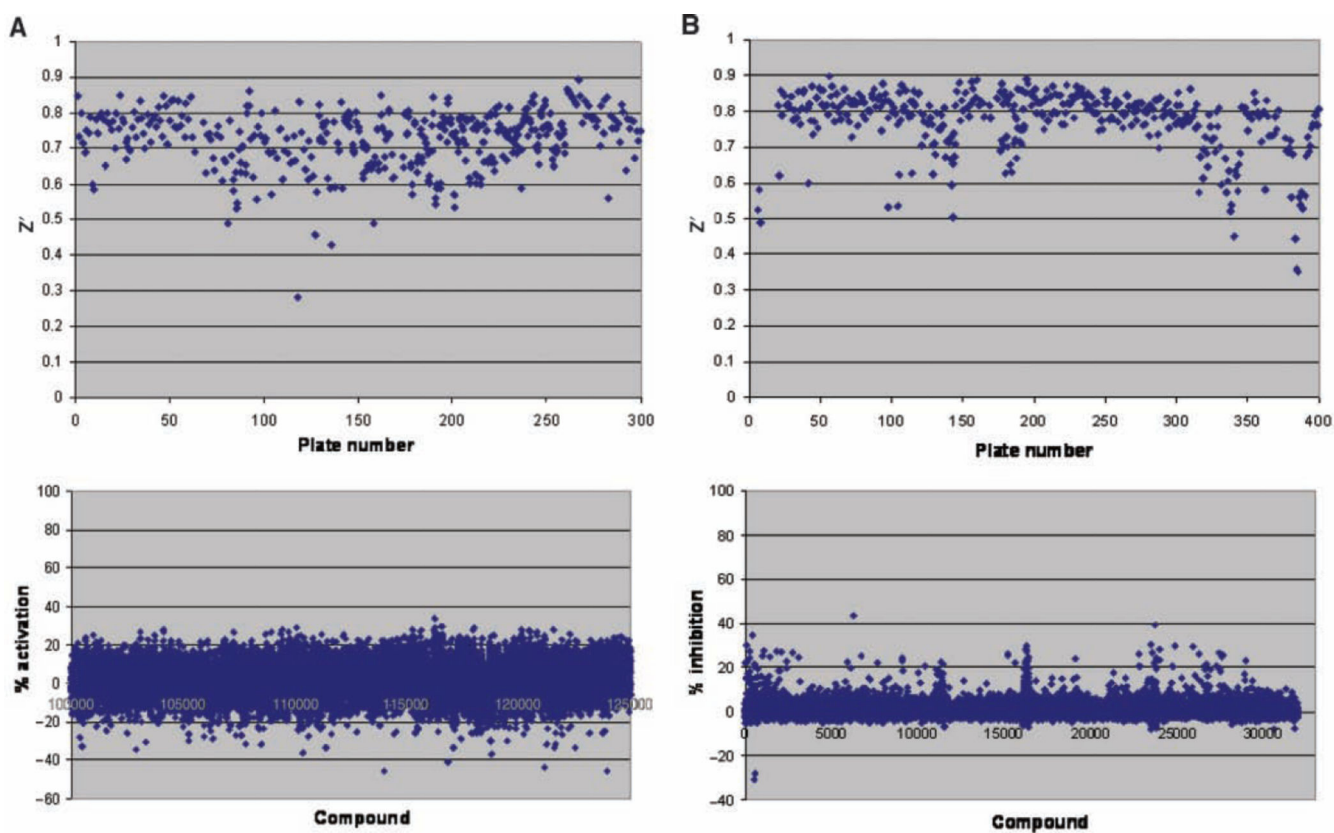 A
1
0.9
0.8
0.7
0.6
0.5
0.4
0.3
0.2
0.1
0
Z′
0 50 100 150 200 250 300
Plate number
B
1
0.9
0.8
0.7
0.6
0.5
0.4
0.3
0.2
0.1
0
Z′
0 50 100 150 200 250 300 350 400
Plate number
100
80
60
40
20
0
−20
−40
−60
% activation
100000 105000 110000 115000 120000 125000
Compound
100
80
60
40
20
0
−20
−40
% inhibition
0 5000 10000 15000 20000 25000 30000
Compound